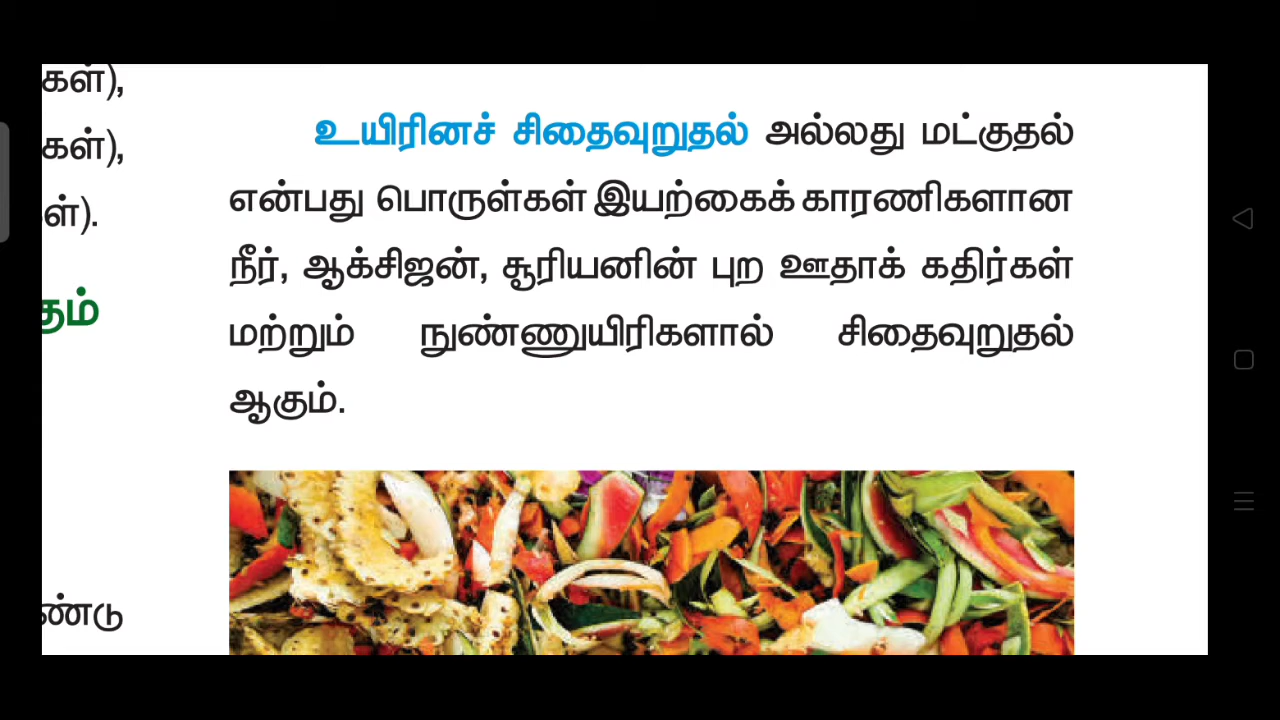 கள்),
கள்),
ள்).
கும்
ண்டு
உயிரினச் சிதைவுறுதல் அல்லது மட்குதல்
என்பது பொருள்கள் இயற்கைக் காரணிகளான
நீர், ஆக்சிஜன், சூரியனின் புற ஊதாக் கதிர்கள்
மற்றும் நுண்ணுயிரிகளால் சிதைவுறுதல்
ஆகும்.